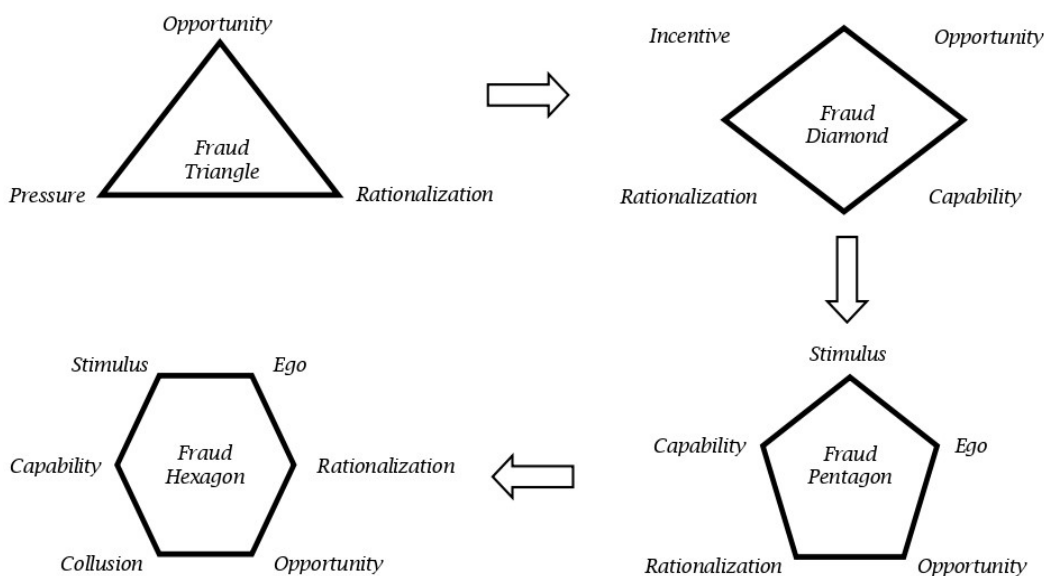 Opportunity
Fraud
Triangle
Pressure
Rationalization
Incentive
Opportunity
Fraud
Diamond
Rationalization
Capability
Stimulus
Capability
Ego
Fraud
Pentagon
Rationalization
Opportunity
Stimulus
Ego
Capability
Fraud
Hexagon
Rationalization
Collusion
Opportunity